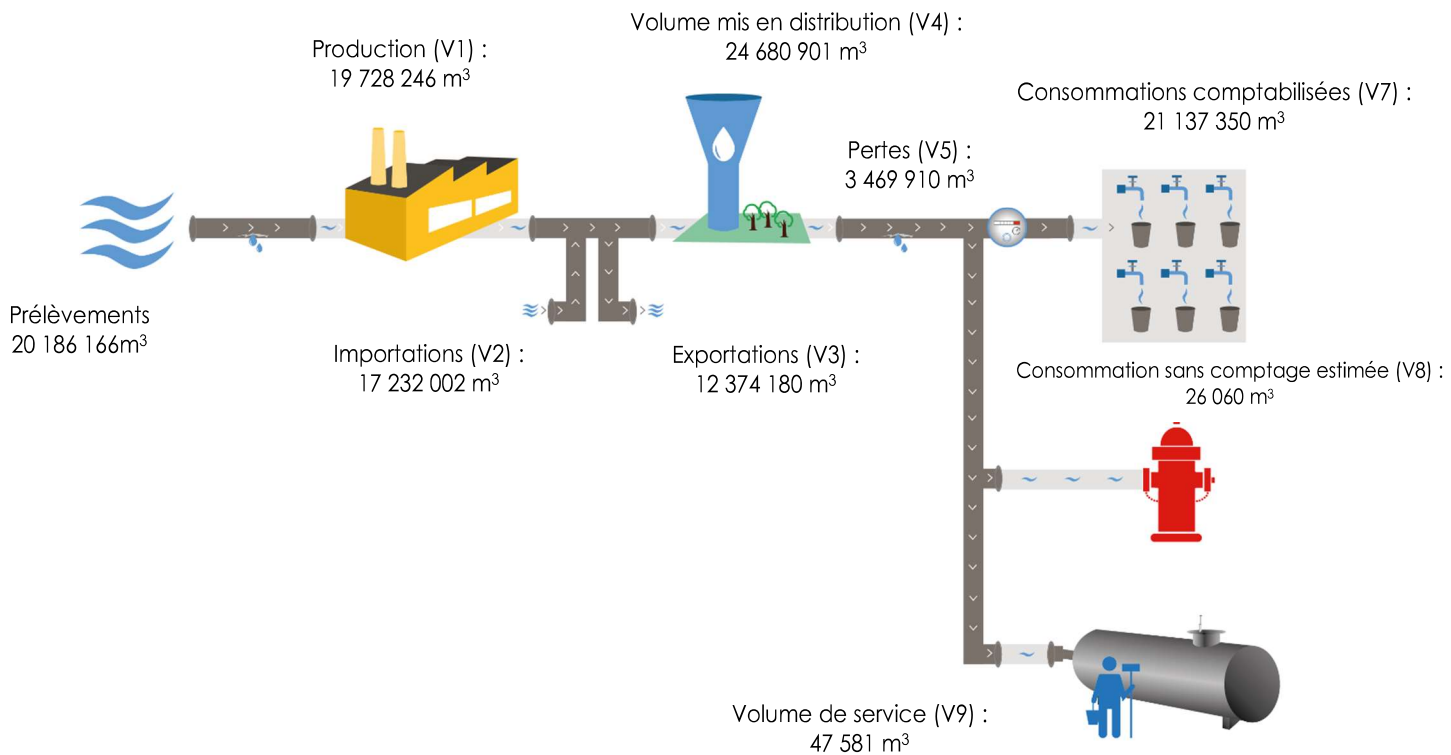 Volume mis en distribution (V4) :
24 680 901 m³
Production (V1) :
19 728 246 m³
Consommations comptabilisées (V7) :
21 137 350 m³
Pertes (V5) :
3 469 910 m³
Prélèvements
20 186 166m³
Importations (V2) :
17 232 002 m³
Exportations (V3) :
12 374 180 m³
Consommation sans comptage estimée (V8) :
26 060 m³
Volume de service (V9) :
47 581 m³